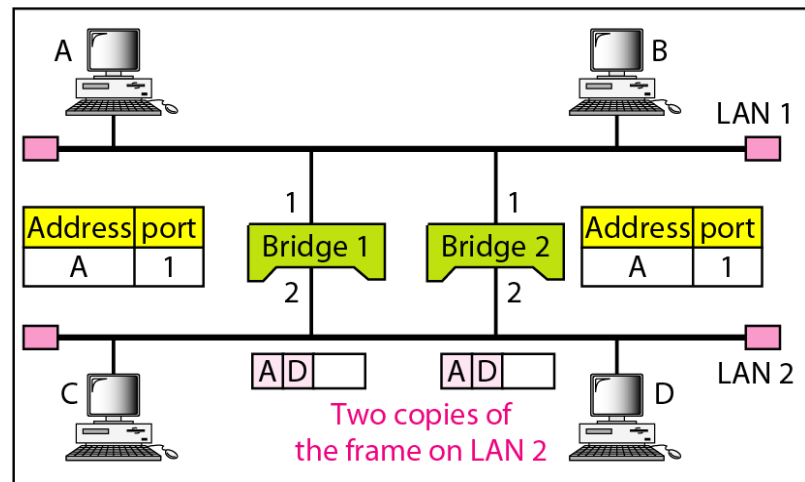 A
B
LAN 1
1
1
Address port
A 1
Bridge 1
Bridge 2
Address port
A 1
2
2
A D
A D
LAN 2
C
D
Two copies of
the frame on LAN 2